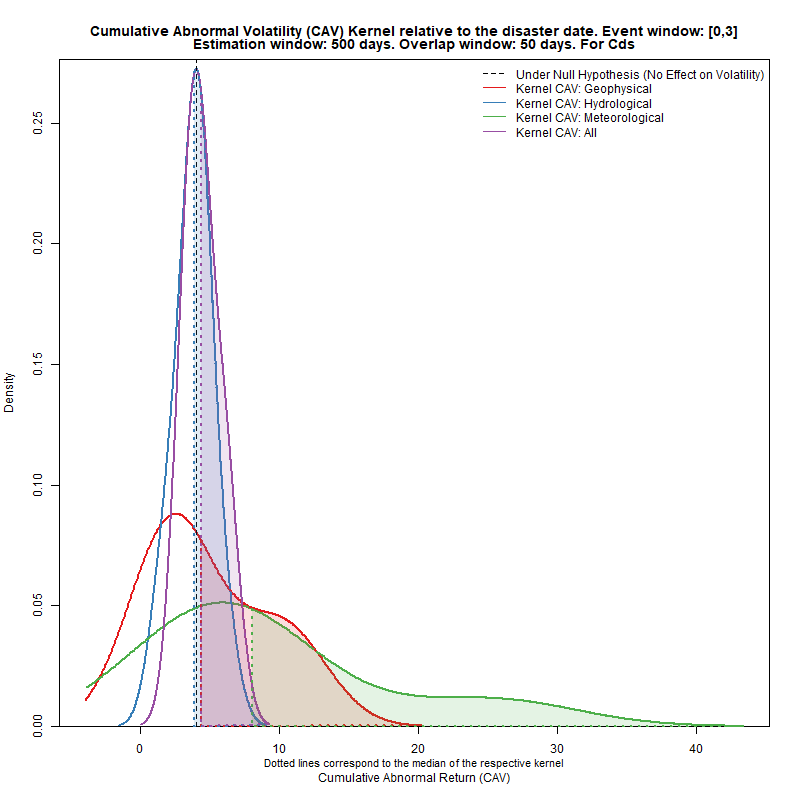 Cumulative Abnormal Volatility (CAV) Kernel relative to the disaster date. Event window: [0,3]
Estimation window: 500 days. Overlap window: 50 days. For Cds
Under Null Hypothesis (No Effect on Volatility)
Kernel CAV: Geophysical
Kernel CAV: Hydrological
Kernel CAV: Meteorological
Kernel CAV: All
Density
0.25
0.20
0.15
0.10
0.05
0.00
0 10 20 30 40
Dotted lines correspond to the median of the respective kernel
Cumulative Abnormal Return (CAV)